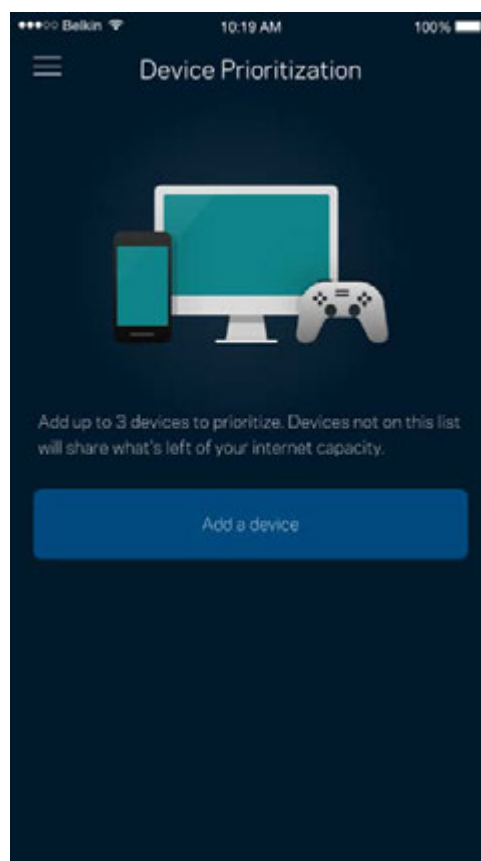 Belkin 10:19 AM 100%
Device Prioritization
Add up to 3 devices to prioritize. Devices not on this list
will share what's left of your internet capacity.
Add a device